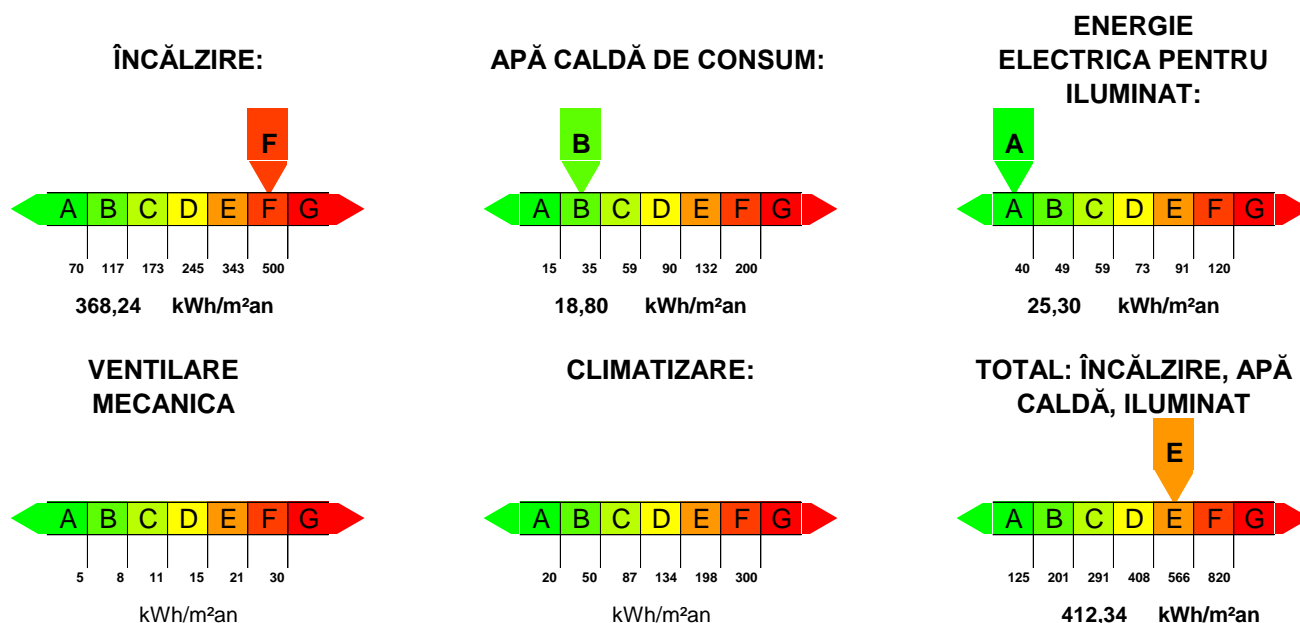 ÎNCĂLZIRE:
F
A B C D E F G
70 117 173 245 343 500
368,24 kWh/m²an
APĂ CALDĂ DE CONSUM:
B
A B C D E F G
15 35 59 90 132 200
18,80 kWh/m²an
ENERGIE
ELECTRICA PENTRU
ILUMINAT:
A
A B C D E F G
40 49 59 73 91 120
25,30 kWh/m²an
VENTILARE
MECANICA
A B C D E F G
5 8 11 15 21 30
kWh/m²an
CLIMATIZARE:
A B C D E F G
20 50 87 134 198 300
kWh/m²an
TOTAL: ÎNCĂLZIRE, APĂ
CALDĂ, ILUMINAT
E
A B C D E F G
125 201 291 408 566 820
412,34 kWh/m²an